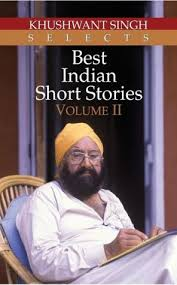 KHUSHWANT SINGH
SELECTS
Best
Indian
Short Stories
VOLUME II